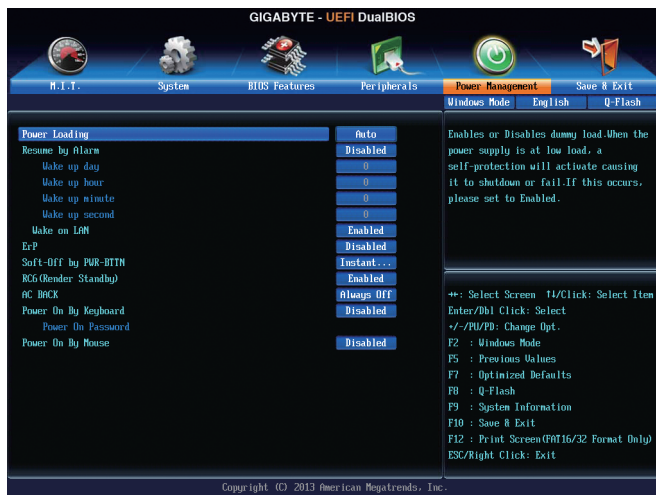 GIGABYTE - UEFI DualBIOS
M.I.T. System BIOS Features Peripherals Power Management Save & Exit
Windows Mode English Q-Flash
Power Loading Auto
Resume by Alarm Disabled
Wake up day 0
Wake up hour 0
Wake up minute 0
Wake up second 0
Wake on LAN Enabled
ErP Disabled
Soft-Off by PWR-BTTN Instant...
RC6(Render Standby) Enabled
AC BACK Always Off
Power On By Keyboard Disabled
Power On Password
Power On By Mouse Disabled
Enables or Disables dummy load.When the
power supply is at low load, a
self-protection will activate causing
it to shutdown or fail.If this occurs,
please set to Enabled.
→←: Select Screen ↑↓/Click: Select Item
Enter/Dbl Click: Select
+/-/PU/PD: Change Opt.
F2 : Windows Mode
F5 : Previous Values
F7 : Optimized Defaults
F8 : Q-Flash
F9 : System Information
F10 : Save & Exit
F12 : Print Screen(FAT16/32 Format Only)
ESC/Right Click: Exit
Copyright (C) 2013 American Megatrends, Inc.